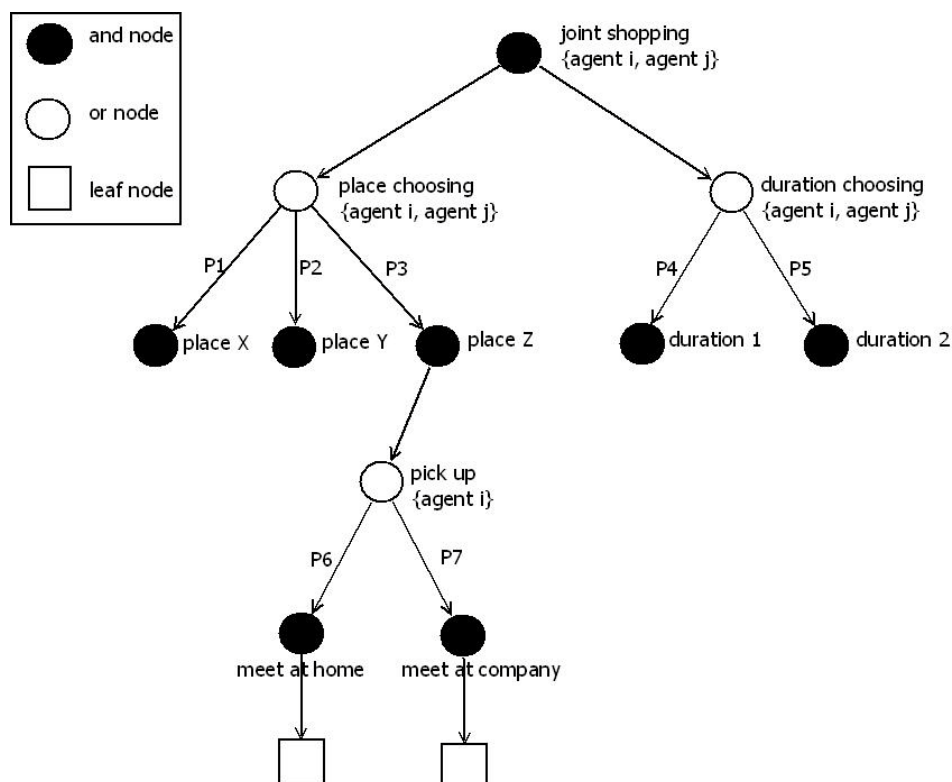 and node
or node
leaf node
joint shopping
{agent i, agent j}
place choosing
{agent i, agent j}
duration choosing
{agent i, agent j}
P1
P2
P3
P4
P5
place X
place Y
place Z
duration 1
duration 2
pick up
{agent i}
P6
P7
meet at home
meet at company